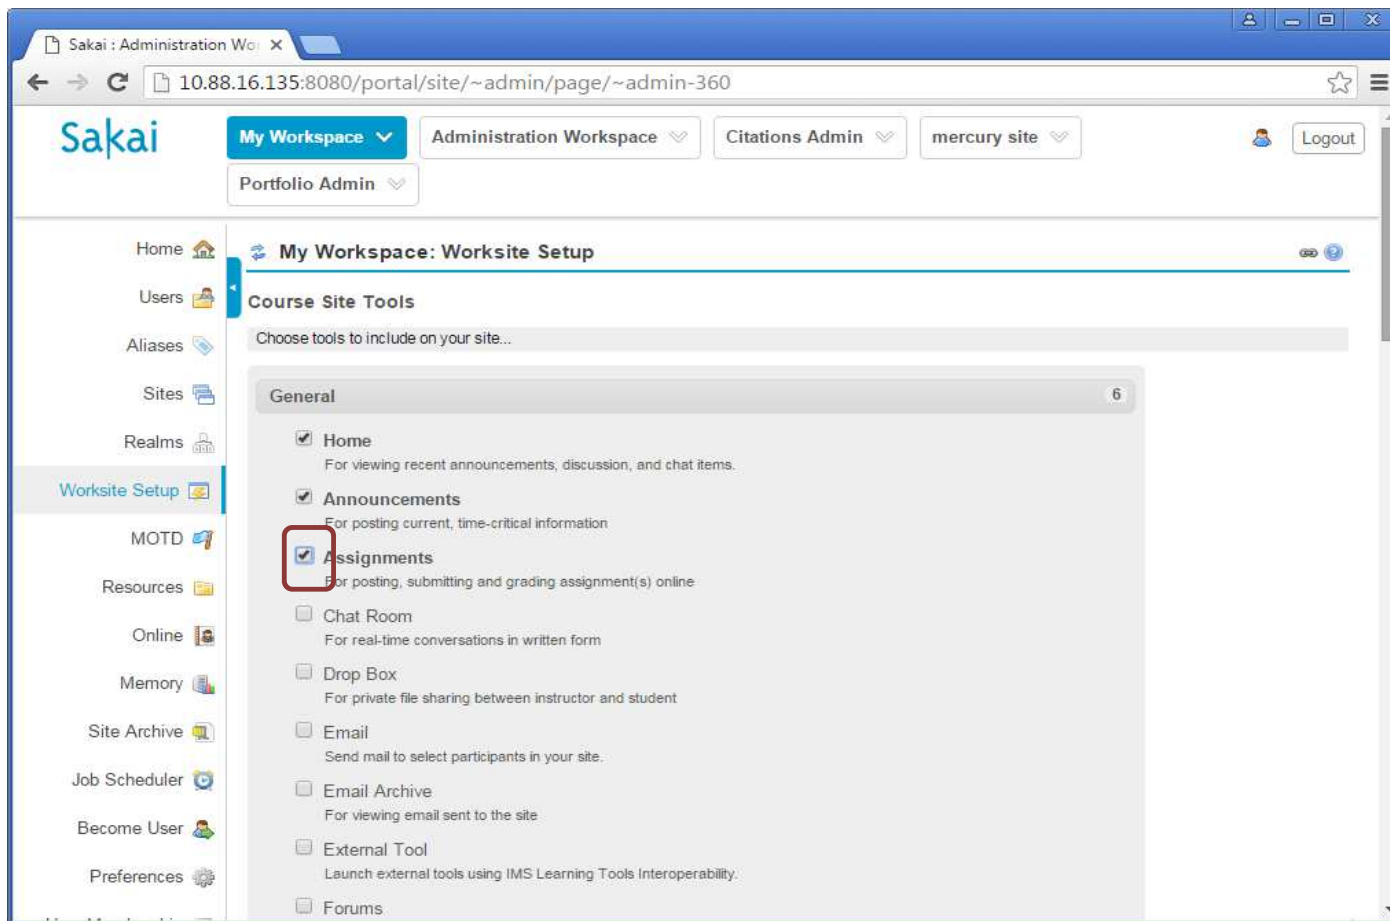 Sakai : Administration Wo
10.88.16.135:8080/portal/site/~admin/page/~admin-360
Sakai
My Workspace
Administration Workspace
Citations Admin
mercury site
Logout
Portfolio Admin
Home
Users
Aliases
Sites
Realms
Worksite Setup
MOTD
Resources
Online
Memory
Site Archive
Job Scheduler
Become User
Preferences
My Workspace: Worksite Setup
Course Site Tools
Choose tools to include on your site...
General 6
Home
For viewing recent announcements, discussion, and chat items.
Announcements
For posting current, time-critical information
Assignments
For posting, submitting and grading assignment(s) online
Chat Room
For real-time conversations in written form
Drop Box
For private file sharing between instructor and student
Email
Send mail to select participants in your site.
Email Archive
For viewing email sent to the site
External Tool
Launch external tools using IMS Learning Tools Interoperability.
Forums